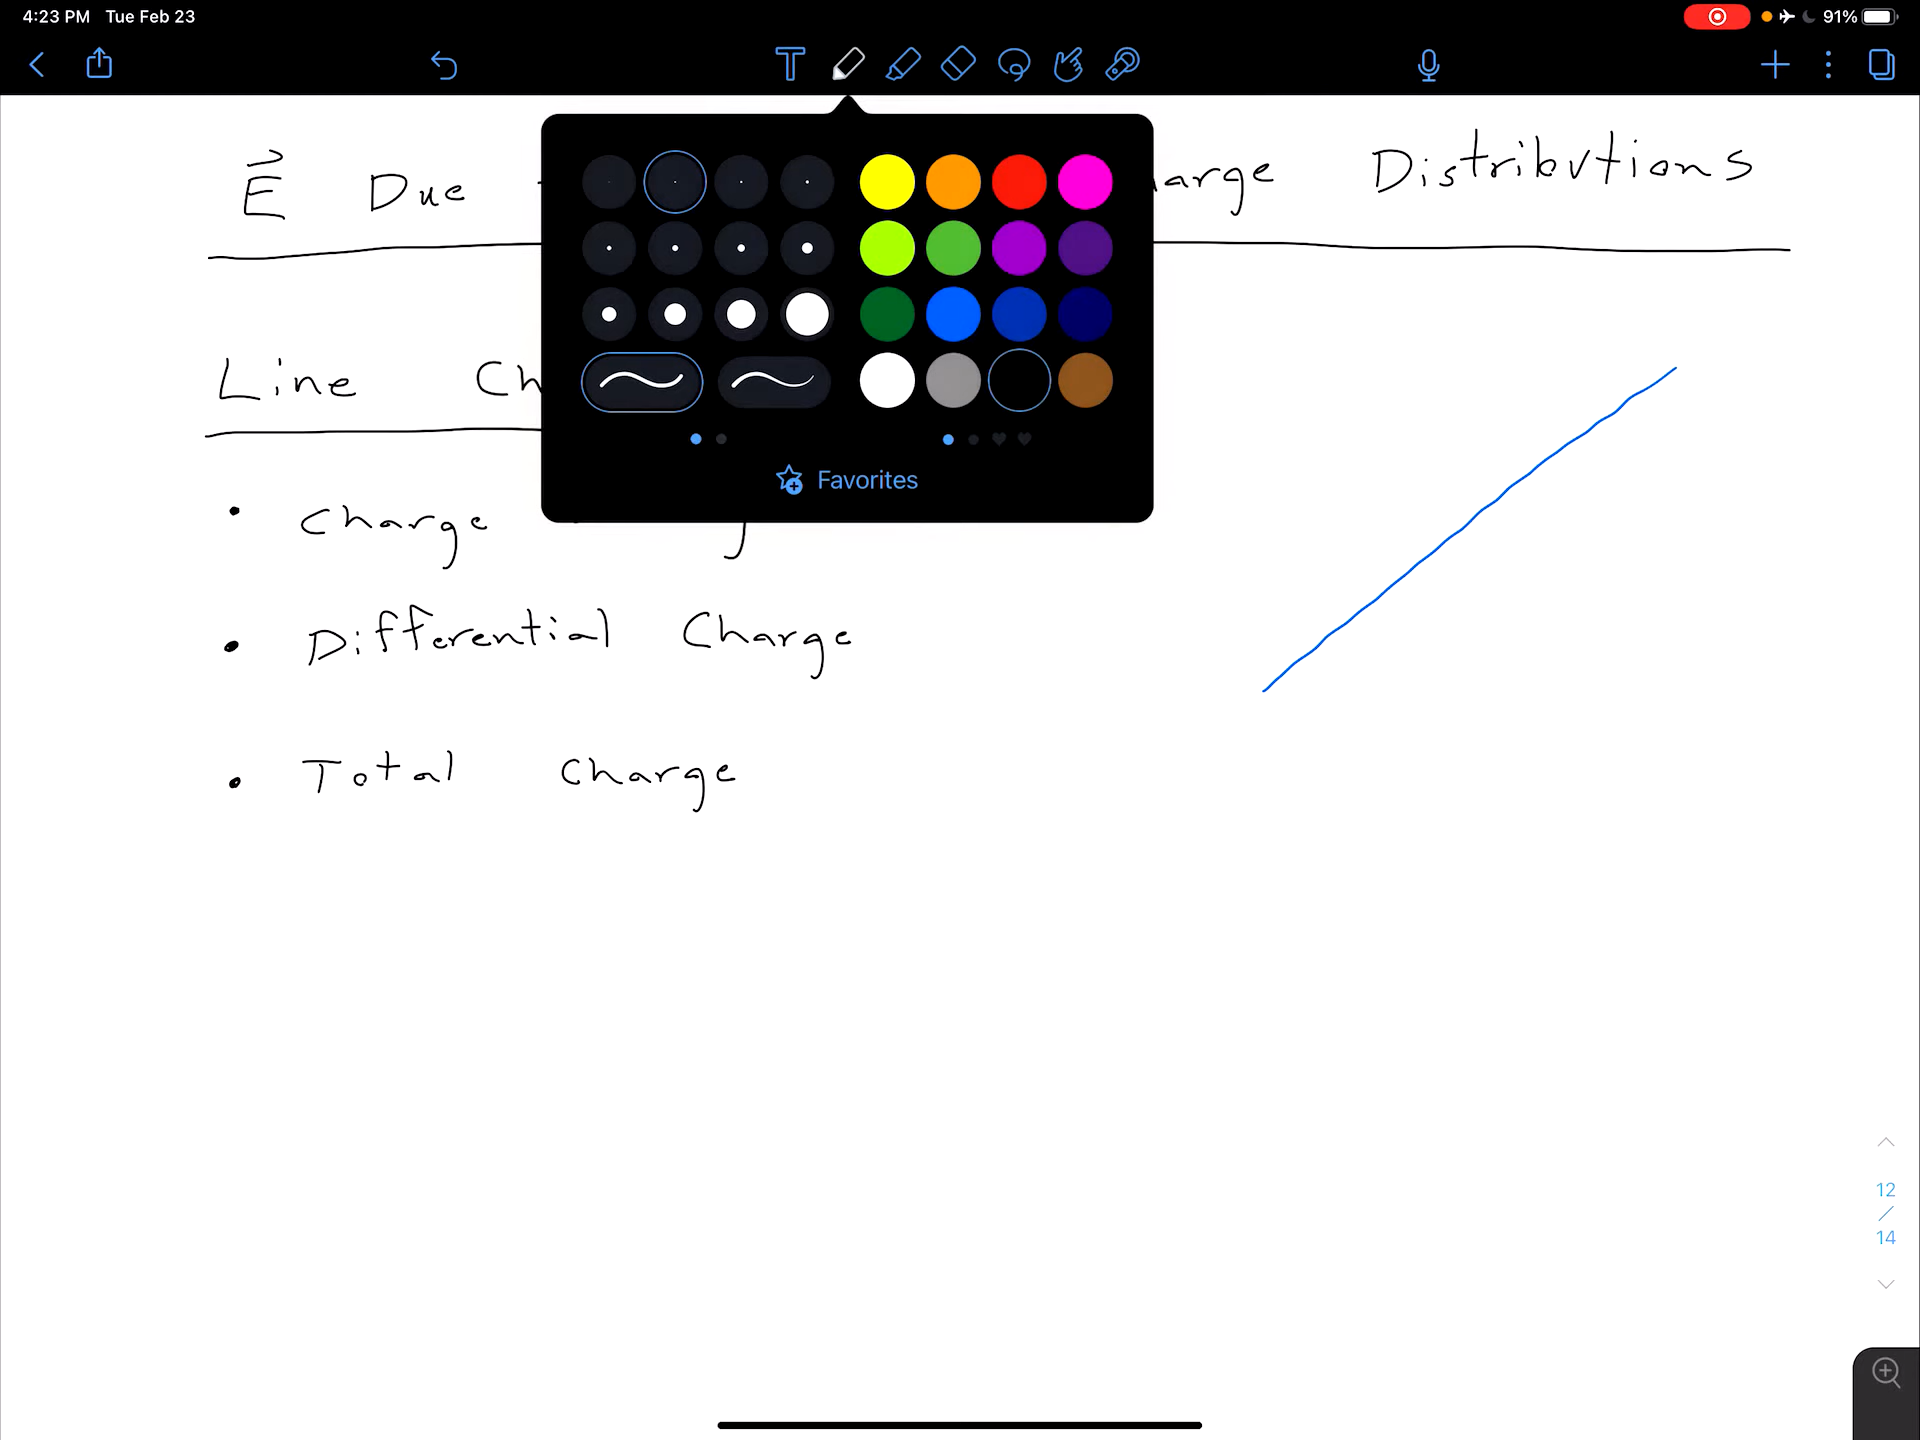 4:23 PM Tue Feb 23 91%
E Due arge Distributions
Line Ch
Favorites
• Charge
• Differential Charge
• Total Charge
12
/
14